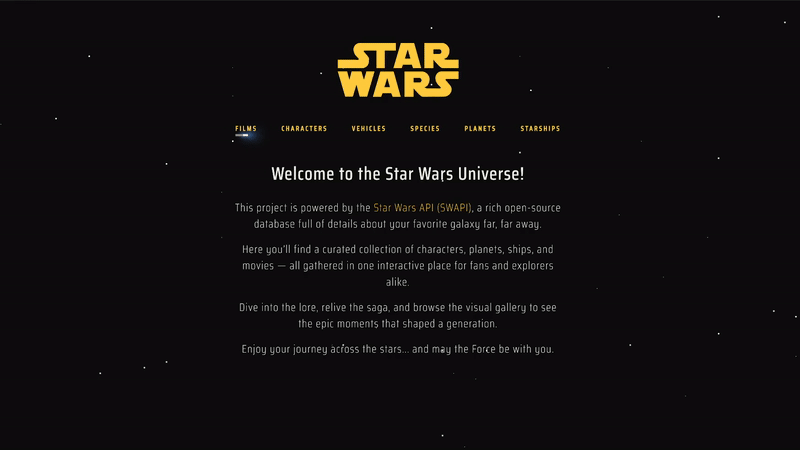 STAR
WARS
FILMS CHARACTERS VEHICLES SPECIES PLANETS STARSHIPS
Welcome to the Star Wars Universe!
This project is powered by the Star Wars API (SWAPI), a rich open-source
database full of details about your favorite galaxy far, far away.
Here you'll find a curated collection of characters, planets, ships, and
movies — all gathered in one interactive place for fans and explorers
alike.
Dive into the lore, relive the saga, and browse the visual gallery to see
the epic moments that shaped a generation.
Enjoy your journey across the stars... and may the Force be with you.